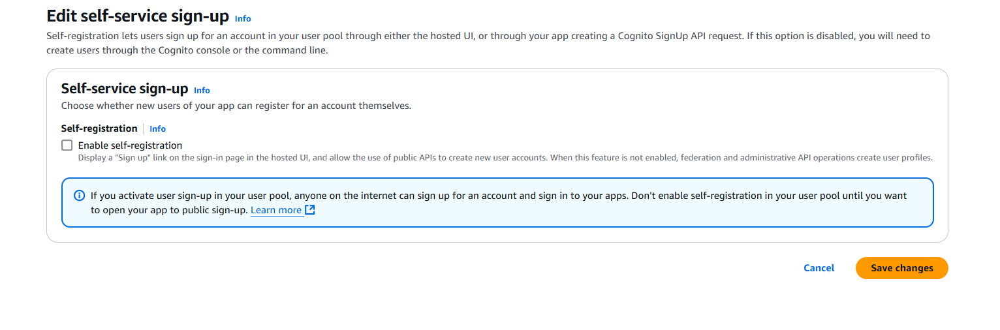 Edit self-service sign-up Info
Self-registration lets users sign up for an account in your user pool through either the hosted UI, or through your app creating a Cognito SignUp API request. If this option is disabled, you will need to
create users through the Cognito console or the command line.
Self-service sign-up Info
Choose whether new users of your app can register for an account themselves.
Self-registration Info
Enable self-registration
Display a "Sign up" link on the sign-in page in the hosted UI, and allow the use of public APIs to create new user accounts. When this feature is not enabled, federation and administrative API operations create user profiles.
If you activate user sign-up in your user pool, anyone on the internet can sign up for an account and sign in to your apps. Don't enable self-registration in your user pool until you want
to open your app to public sign-up. Learn more
Cancel Save changes